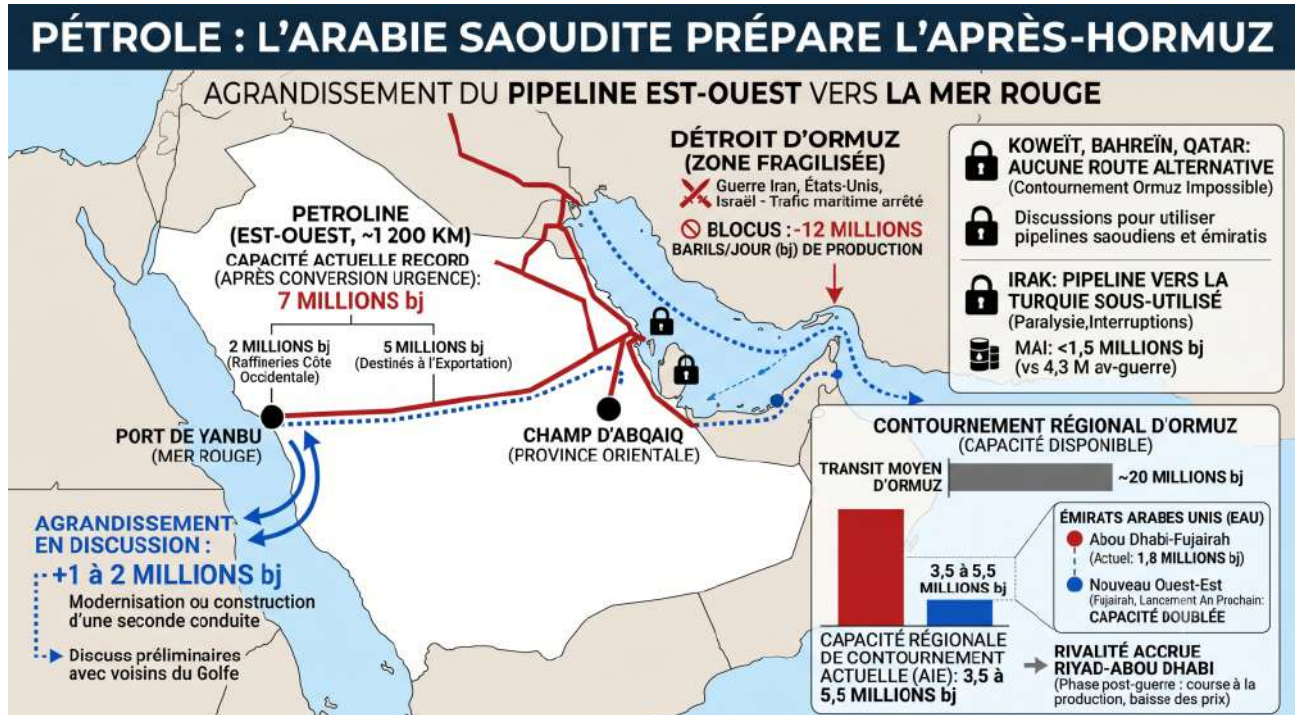 PÉTROLE : L'ARABIE SAOUDITE PRÉPARE L'APRÈS-HORMUZ
AGRANDISSEMENT DU PIPELINE EST-OUEST VERS LA MER ROUGE
PETROLINE
(EST-OUEST, ~1 200 KM)
CAPACITÉ ACTUELLE RECORD
(APRÈS CONVERSION URGENCE):
7 MILLIONS bj
2 MILLIONS bj
(Raffineries Côte
Occidentale)
5 MILLIONS bj
(Destinés à l'Exportation)
PORT DE YANBU
(MER ROUGE)
CHAMP D'ABQAIQ
(PROVINCE ORIENTALE)
AGRANDISSEMENT
EN DISCUSSION :
+1 à 2 MILLIONS bj
Modernisation ou construction
d'une seconde conduite
Discuss préliminaires
avec voisins du Golfe
DÉTROIT D'ORMUZ
(ZONE FRAGILISÉE)
Guerre Iran, États-Unis,
Israël - Trafic maritime arrêté
BLOCUS : -12 MILLIONS
BARILS/JOUR (bj) DE PRODUCTION
KOWEÏT, BAHREÏN, QATAR:
AUCUNE ROUTE ALTERNATIVE
(Contournement Ormuz Impossible)
Discussions pour utiliser
pipelines saoudiens et émiratis
IRAK: PIPELINE VERS LA
TURQUIE SOUS-UTILISÉ
(Paralysie,Interruptions)
MAI: <1,5 MILLIONS bj
(vs 4,3 M av-guerre)
CONTOURNEMENT RÉGIONAL D'ORMUZ
(CAPACITÉ DISPONIBLE)
TRANSIT MOYEN
D'ORMUZ
~20 MILLIONS bj
3,5 à 5,5
MILLIONS bj
CAPACITÉ RÉGIONALE
DE CONTOURNEMENT
ACTUELLE (AIE): 3,5 à
5,5 MILLIONS bj
ÉMIRATS ARABES UNIS (EAU)
Abou Dhabi-Fujairah
(Actuel: 1,8 MILLIONS bj)
Nouveau Ouest-Est
(Fujairah, Lancement An Prochain:
CAPACITÉ DOUBLÉE
RIVALITÉ ACCRUE
RIYAD-ABOU DHABI
(Phase post-guerre : course à la
production, baisse des prix)